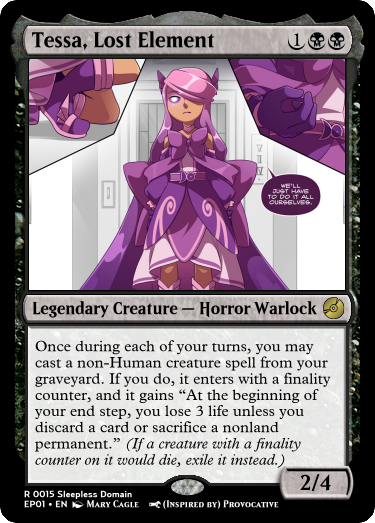 Tessa, Lost Element 1
WE'LL
JUST HAVE
TO DO IT ALL
OURSELVES.
Legendary Creature — Horror Warlock
Once during each of your turns, you may
cast a non-Human creature spell from your
graveyard. If you do, it enters with a finality
counter, and it gains “At the beginning of
your end step, you lose 3 life unless you
discard a card or sacrifice a nonland
permanent.” (If a creature with a finality
counter on it would die, exile it instead.)
2/4
R 0015 Sleepless Domain
EP01 • EN Mary Cagle (Inspired by) Provocative